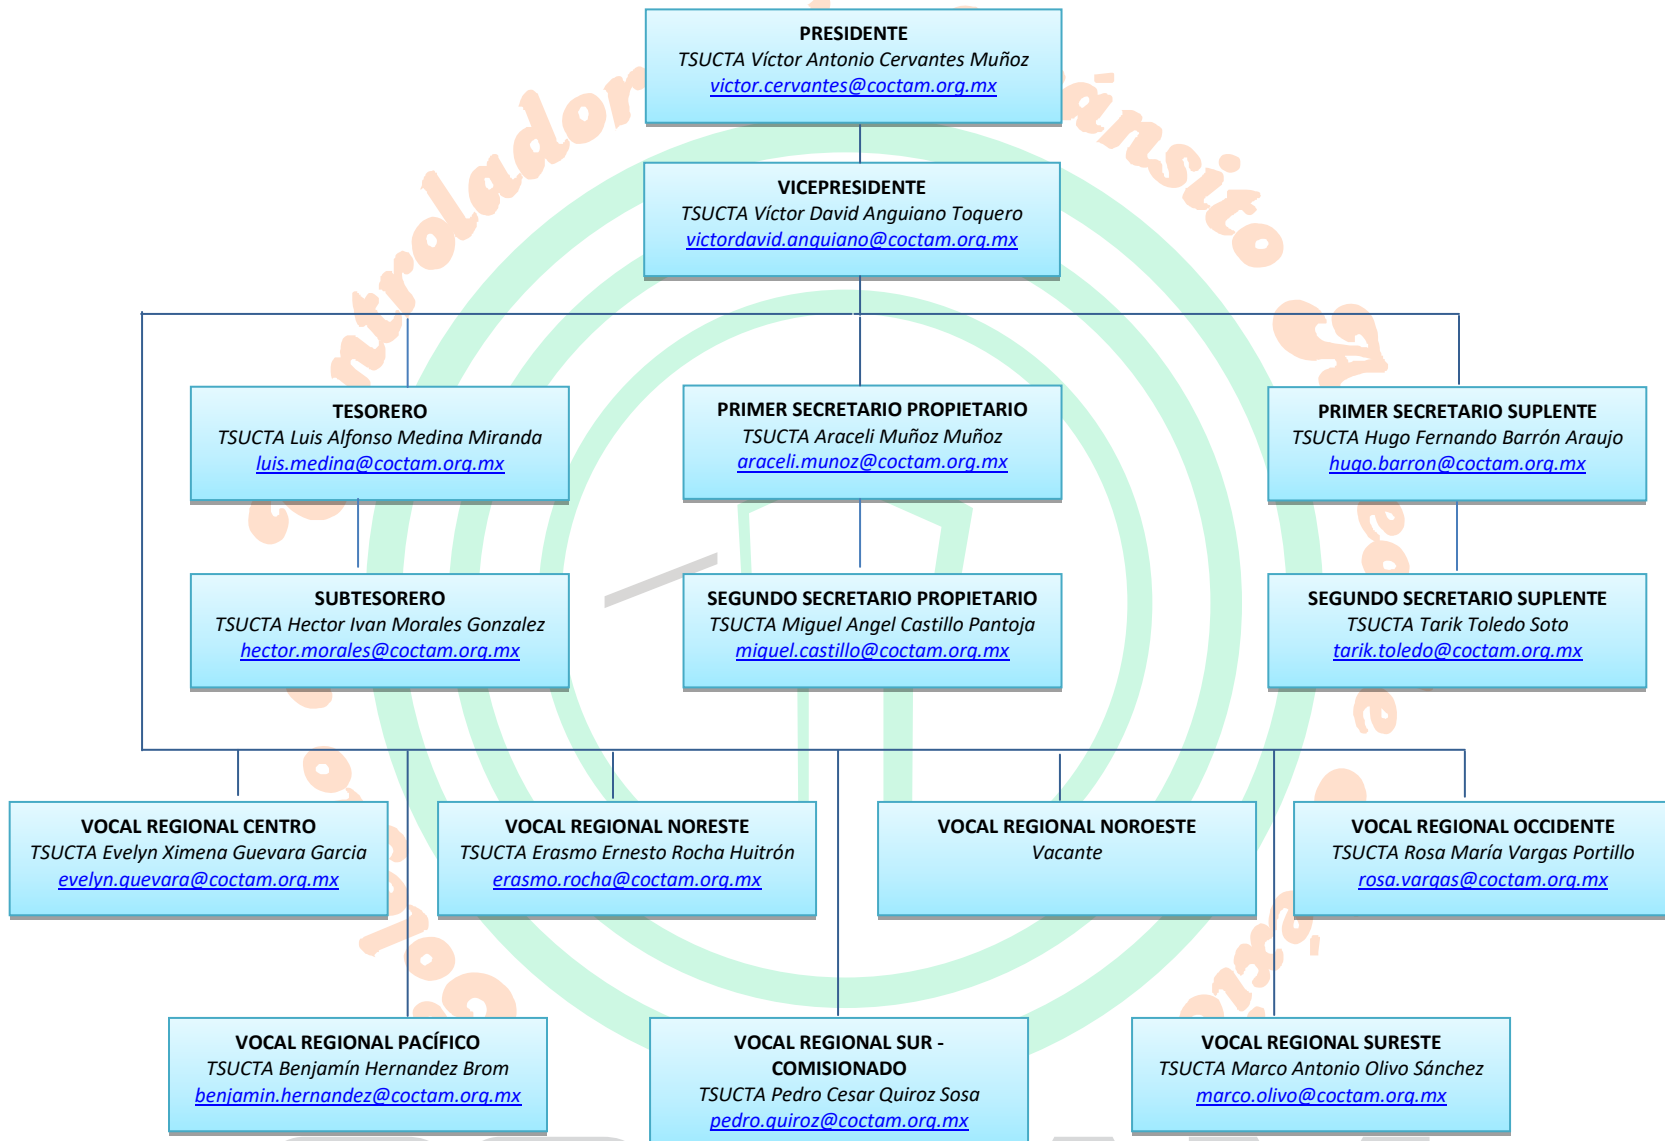 PRESIDENTE
TSUCTA Víctor Antonio Cervantes Muñoz
victor.cervantes@coctam.org.mx
VICEPRESIDENTE
TSUCTA Víctor David Anguiano Toquero
victordavid.anguiano@coctam.org.mx
TESORERO
TSUCTA Luis Alfonso Medina Miranda
luis.medina@coctam.org.mx
PRIMER SECRETARIO PROPIETARIO
TSUCTA Araceli Muñoz Muñoz
araceli.munoz@coctam.org.mx
PRIMER SECRETARIO SUPLENTE
TSUCTA Hugo Fernando Barrón Araujo
hugo.barron@coctam.org.mx
SUBTESORERO
TSUCTA Hector Ivan Morales Gonzalez
hector.morales@coctam.org.mx
SEGUNDO SECRETARIO PROPIETARIO
TSUCTA Miguel Angel Castillo Pantoja
miguel.castillo@coctam.org.mx
SEGUNDO SECRETARIO SUPLENTE
TSUCTA Tarik Toledo Soto
tarik.toledo@coctam.org.mx
VOCAL REGIONAL CENTRO
TSUCTA Evelyn Ximena Guevara Garcia
evelyn.guevara@coctam.org.mx
VOCAL REGIONAL NORESTE
TSUCTA Erasmo Ernesto Rocha Huitrón
erasmo.rocha@coctam.org.mx
VOCAL REGIONAL NOROESTE
Vacante
VOCAL REGIONAL OCCIDENTE
TSUCTA Rosa María Vargas Portillo
rosa.vargas@coctam.org.mx
VOCAL REGIONAL PACÍFICO
TSUCTA Benjamín Hernandez Brom
benjamin.hernandez@coctam.org.mx
VOCAL REGIONAL SUR -
COMISIONADO
TSUCTA Pedro Cesar Quiroz Sosa
pedro.quiroz@coctam.org.mx
VOCAL REGIONAL SURESTE
TSUCTA Marco Antonio Olivo Sánchez
marco.olivo@coctam.org.mx